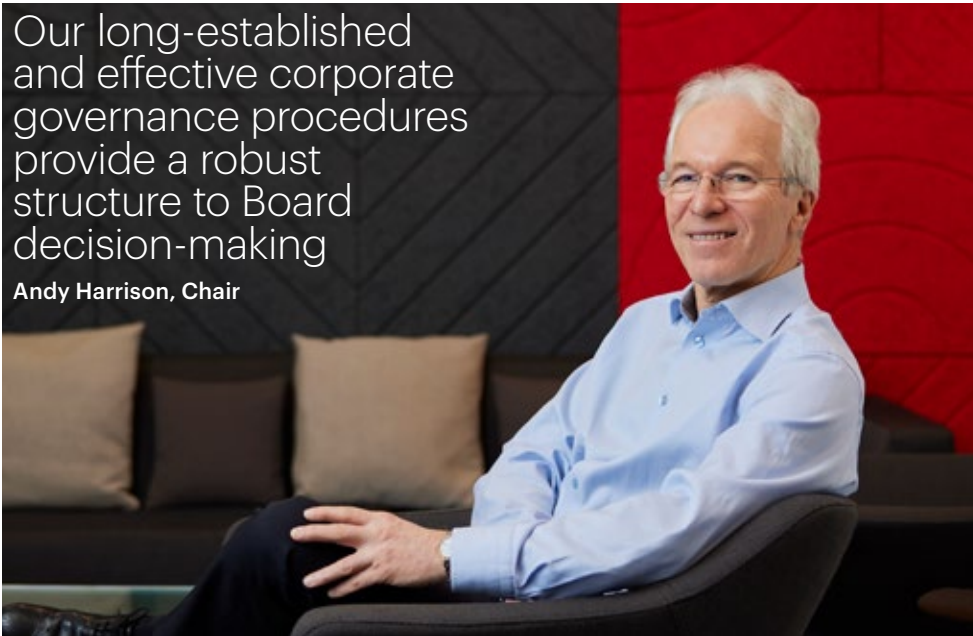 Our long-established
and effective corporate
governance procedures
provide a robust
structure to Board
decision-making
Andy Harrison, Chair